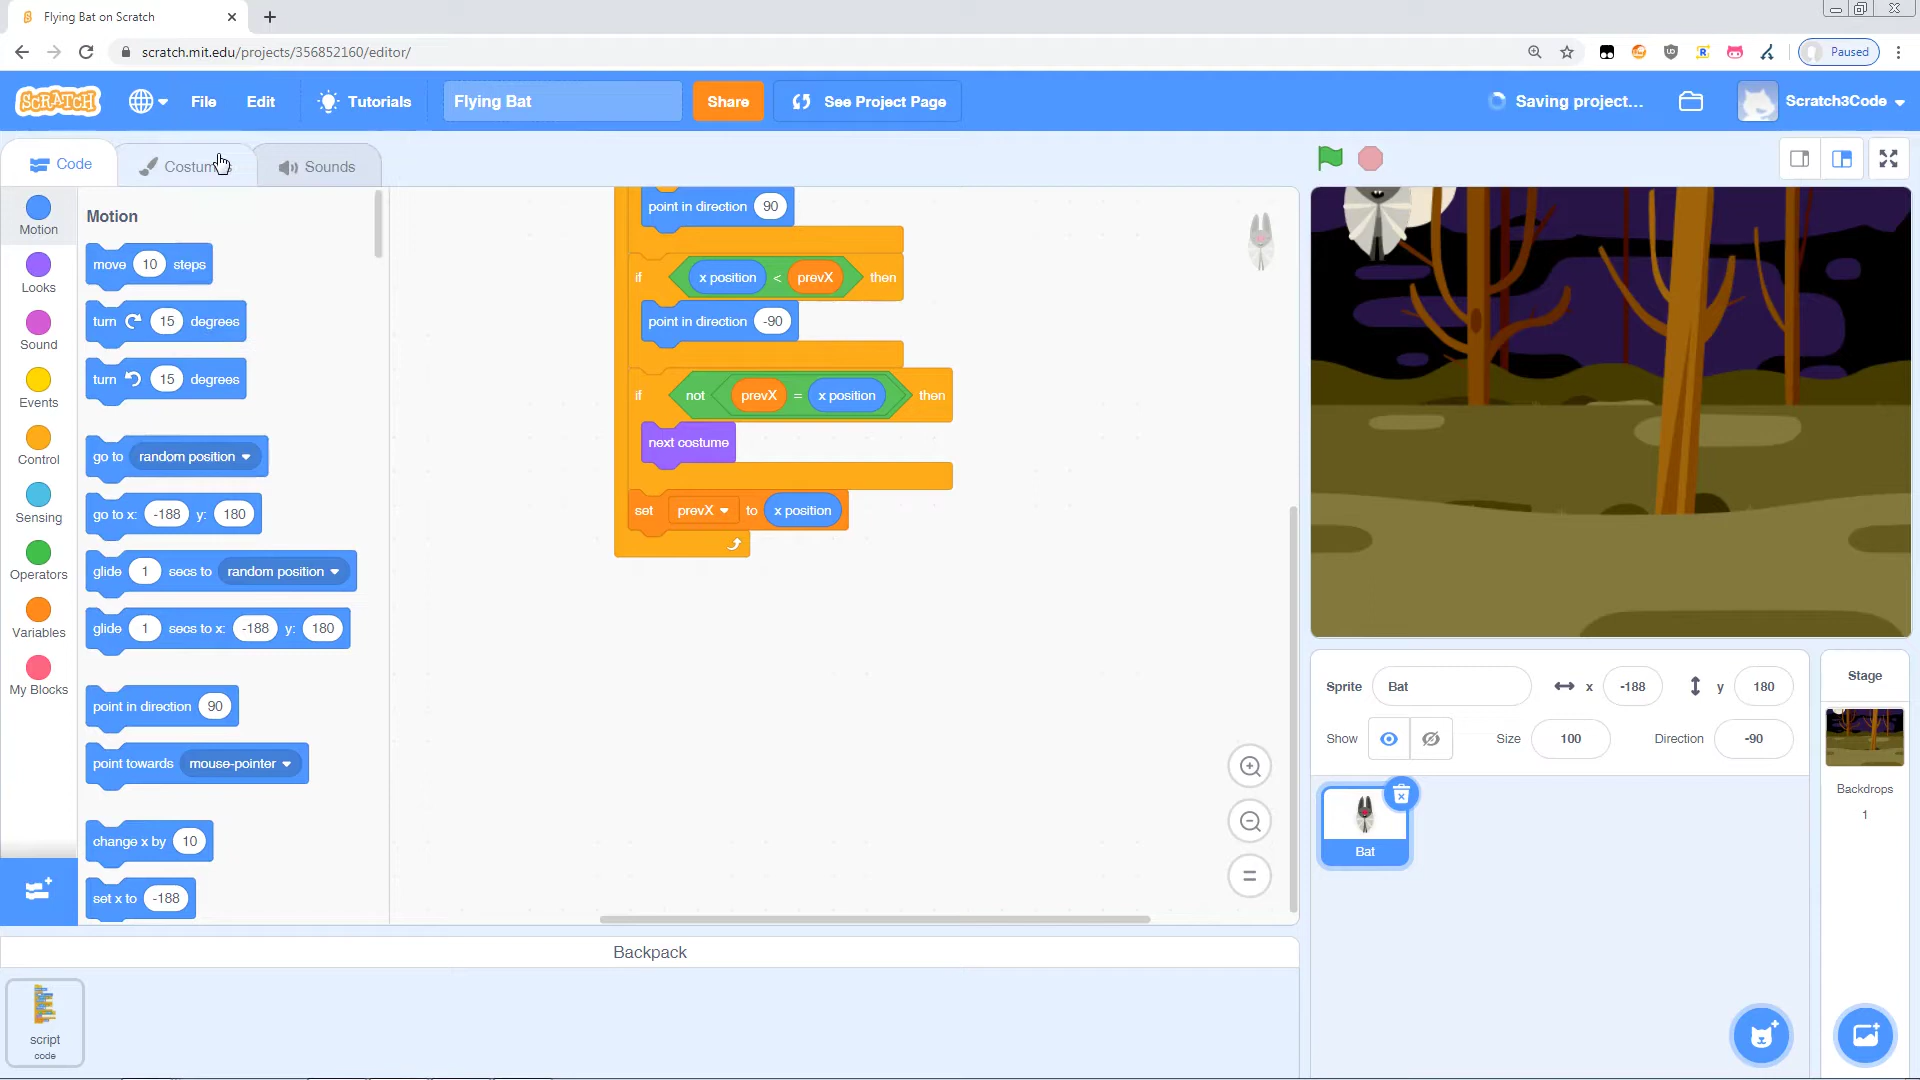 Flying Bat on Scratch
scratch.mit.edu/projects/356852160/editor/
Paused
SCRATCH
File
Edit
Tutorials
Flying Bat
Share
See Project Page
Saving project...
Scratch3Code
Code
Sounds
Motion
Looks
Sound
Events
Control
Sensing
Operators
Variables
My Blocks
Motion
move 10 steps
turn 15 degrees
turn 15 degrees
go to random position
go to x: -188 y: 180
glide 1 secs to random position
glide 1 secs to x: -188 y: 180
point in direction 90
point towards mouse-pointer
change x by 10
set x to -188
point in direction 90
if x position < prevX then
point in direction -90
if not prevX = x position then
next costume
set prevX to x position
Sprite Bat x -188 y 180
Show Size 100 Direction -90
Bat
Stage
Backdrops
1
Backpack
script
code